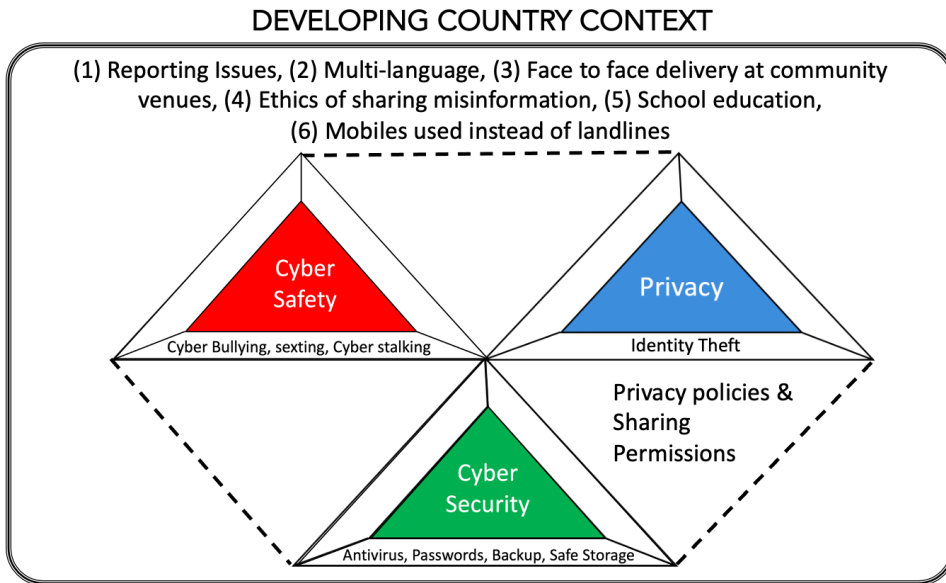 DEVELOPING COUNTRY CONTEXT
(1) Reporting Issues, (2) Multi-language, (3) Face to face delivery at community
venues, (4) Ethics of sharing misinformation, (5) School education,
(6) Mobiles used instead of landlines
Cyber
Safety
Cyber Bullying, sexting, Cyber stalking
Privacy
Identity Theft
Privacy policies &
Sharing
Permissions
Cyber
Security
Antivirus, Passwords, Backup, Safe Storage